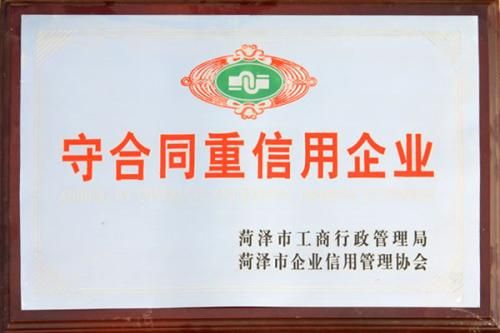 守合同重信用企业
菏泽市工商行政管理局
菏泽市企业信用管理协会